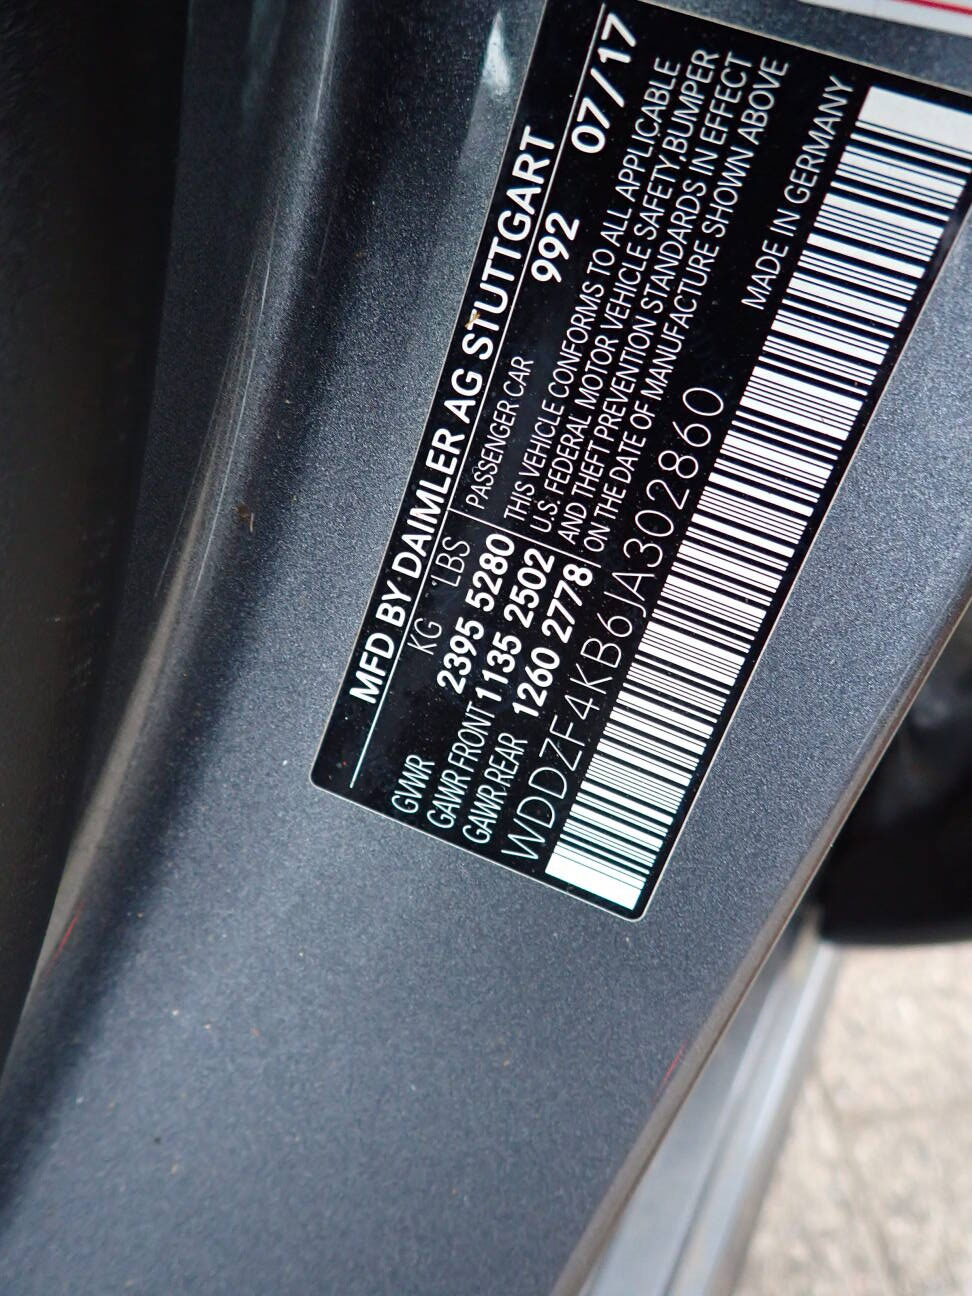 MFD BY DAIMLER AG STUTTGART
KG LBS PASSENGER CAR 992 07/17
GWWR 2395 5280 THIS VEHICLE CONFORMS TO ALL APPLICABLE
GAWR FRONT 1135 2502 U.S. FEDERAL MOTOR VEHICLE SAFETY,BUMPER
GAWR REAR 1260 2778 AND THEFT PREVENTION STANDARDS IN EFFECT
ON THE DATE OF MANUFACTURE SHOWN ABOVE
WDDZF4KB6JA302860 MADE IN GERMANY